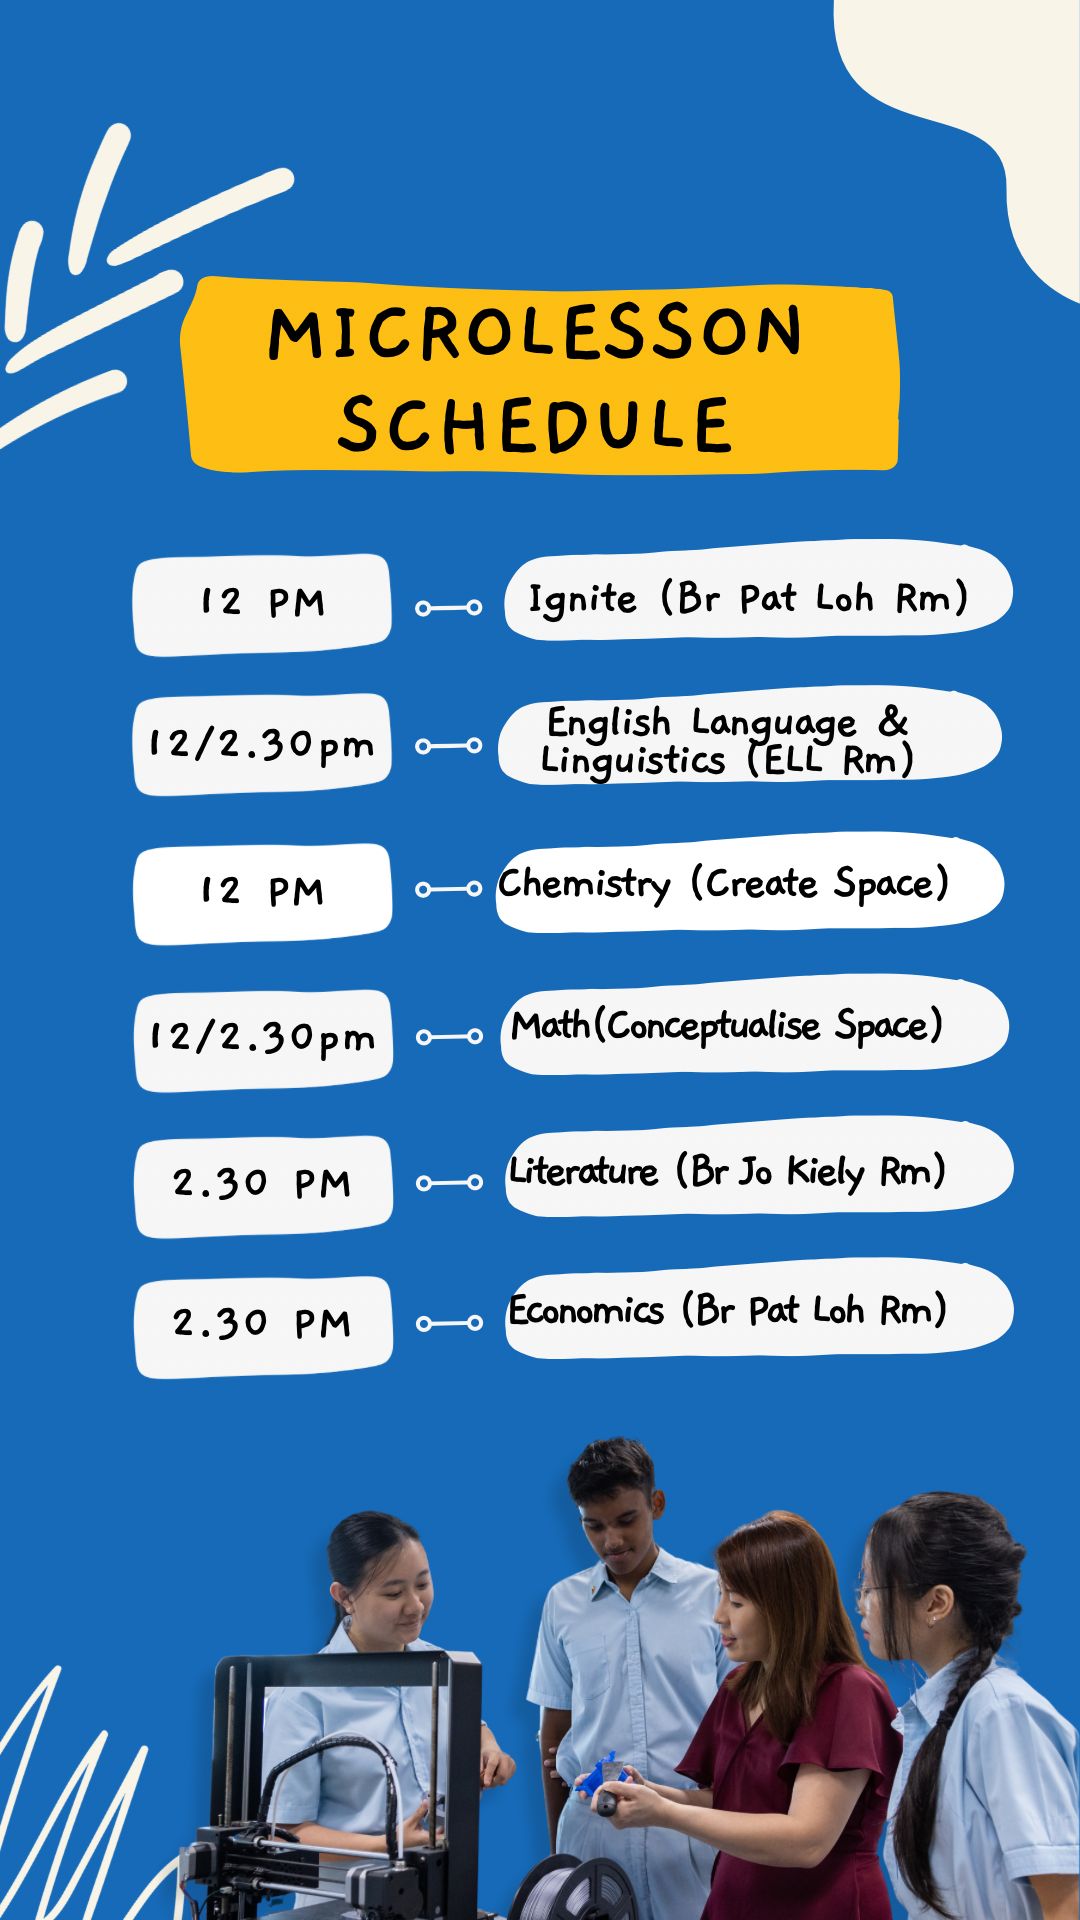 MICROLESSON
SCHEDULE
12 PM
Ignite (Br Pat Loh Rm)
12/2.30pm
English Language &
Linguistics (ELL Rm)
12 PM
Chemistry (Create Space)
12/2.30pm
Math(Conceptualise Space)
2.30 PM
Literature (Br Jo Kiely Rm)
2.30 PM
Economics (Br Pat Loh Rm)